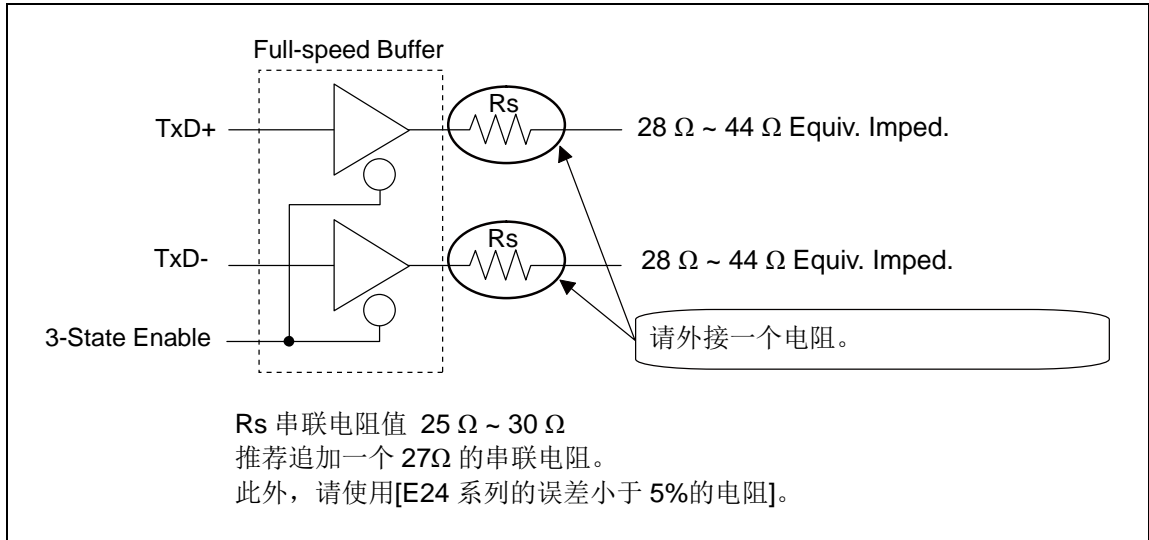 Full-speed Buffer
Rs
TxD+
28 Ω ~ 44 Ω Equiv. Imped.
Rs
TxD-
28 Ω ~ 44 Ω Equiv. Imped.
3-State Enable
请外接一个电阻。
Rs 串联电阻值 25 Ω ~ 30 Ω
推荐追加一个 27Ω 的串联电阻。
此外，请使用[E24 系列的误差小于 5%的电阻]。